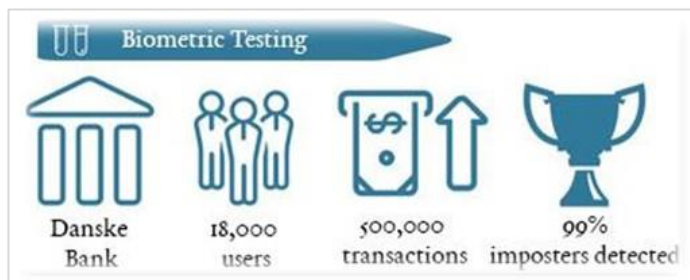 Biometric Testing
Danske
Bank
18,000
users
500,000
transactions
99%
imposters detected